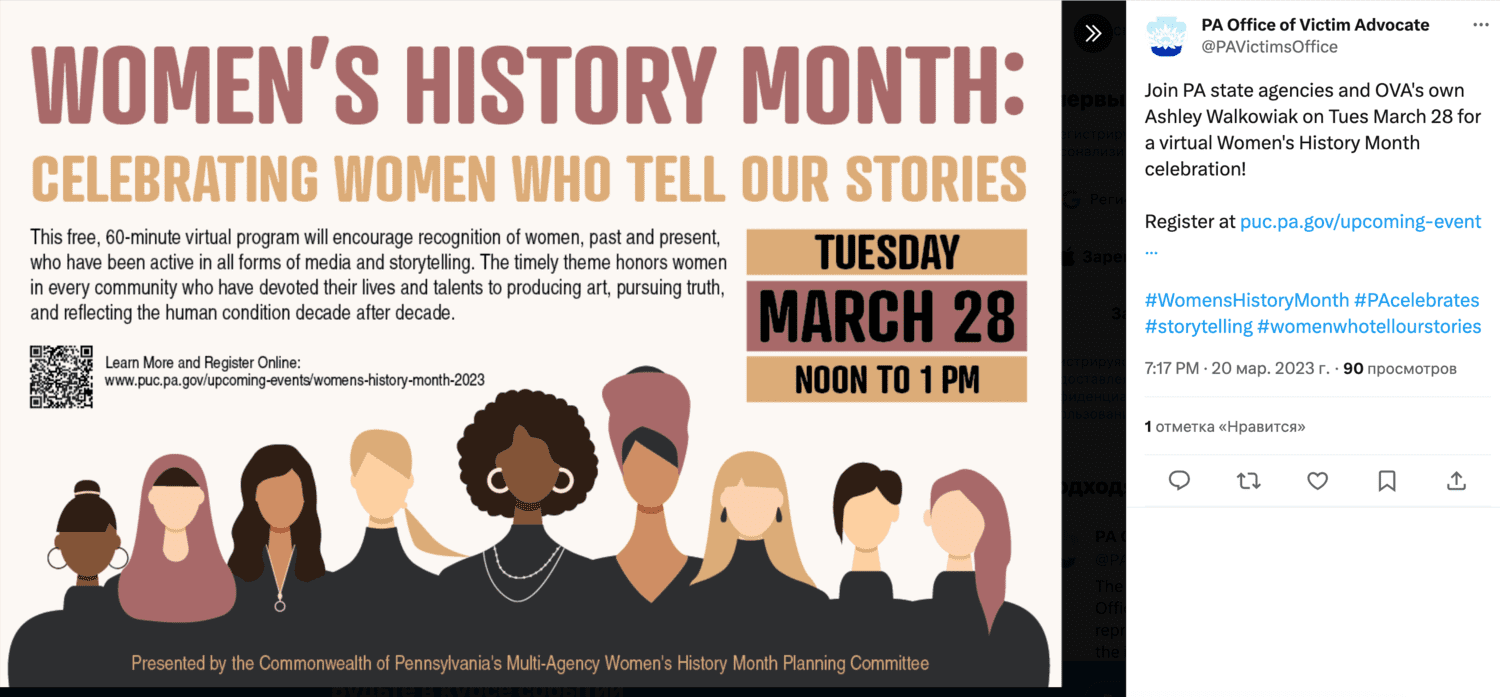 WOMEN'S HISTORY MONTH:
CELEBRATING WOMEN WHO TELL OUR STORIES
This free, 60-minute virtual program will encourage recognition of women, past and present,
who have been active in all forms of media and storytelling. The timely theme honors women
in every community who have devoted their lives and talents to producing art, pursuing truth,
and reflecting the human condition decade after decade.
TUESDAY
MARCH 28
NOON TO 1 PM
Learn More and Register Online:
www.puc.pa.gov/upcoming-events/womens-history-month-2023
Presented by the Commonwealth of Pennsylvania's Multi-Agency Women's History Month Planning Committee
PA Office of Victim Advocate
@PAVictimsOffice
Join PA state agencies and OVA's own
Ashley Walkowiak on Tues March 28 for
a virtual Women's History Month
celebration!
Register at puc.pa.gov/upcoming-event
…
#WomensHistoryMonth #PAcelebrates
#storytelling #womenwhotellourstories
7:17 PM · 20 мар. 2023 г. · 90 просмотров
1 отметка «Нравится»